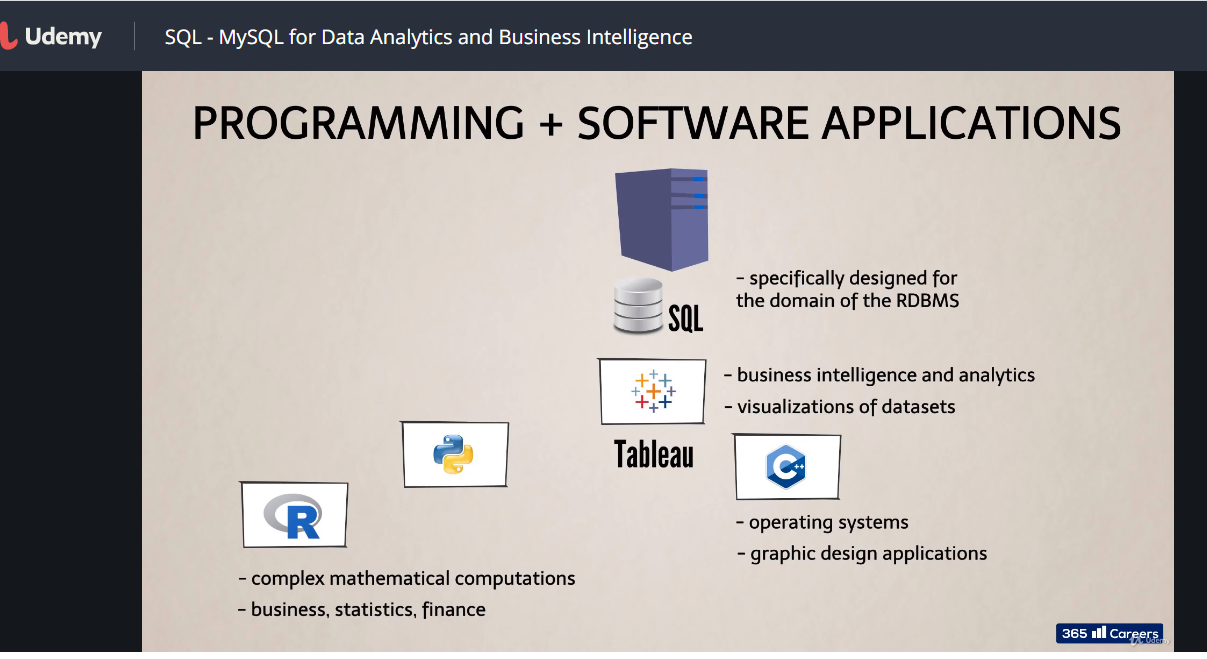 Udemy
SQL - MySQL for Data Analytics and Business Intelligence
PROGRAMMING + SOFTWARE APPLICATIONS
- specifically designed for
the domain of the RDBMS
SQL
- business intelligence and analytics
- visualizations of datasets
Tableau
C++
- operating systems
- graphic design applications
R
- complex mathematical computations
- business, statistics, finance
365 Careers
Udemy